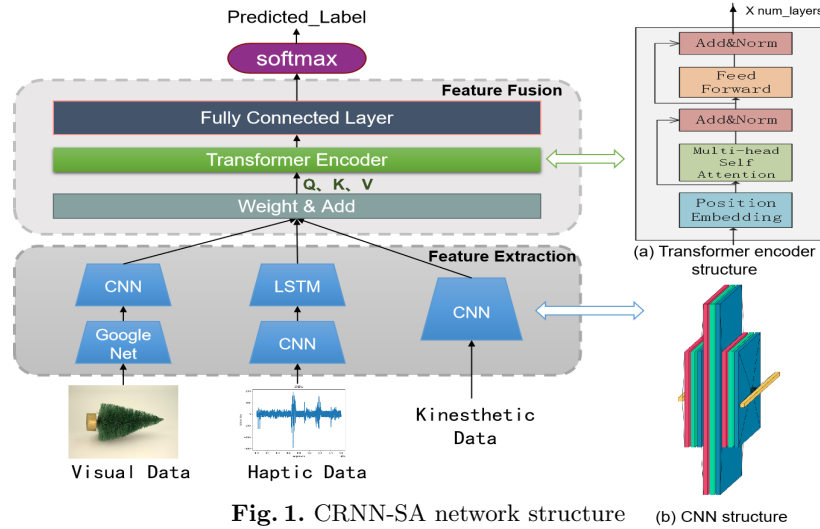 Predicted_Label
softmax
Feature Fusion
Fully Connected Layer
Transformer Encoder
Q、K、V
Weight & Add
Feature Extraction
CNN
LSTM
CNN
Google
Net
CNN
Visual Data
Haptic Data
Kinesthetic
Data
X num_layers
Add&Norm
Feed
Forward
Add&Norm
Multi-head
Self
Attention
Position
Embedding
(a) Transformer encoder
structure
(b) CNN structure
Fig. 1. CRNN-SA network structure